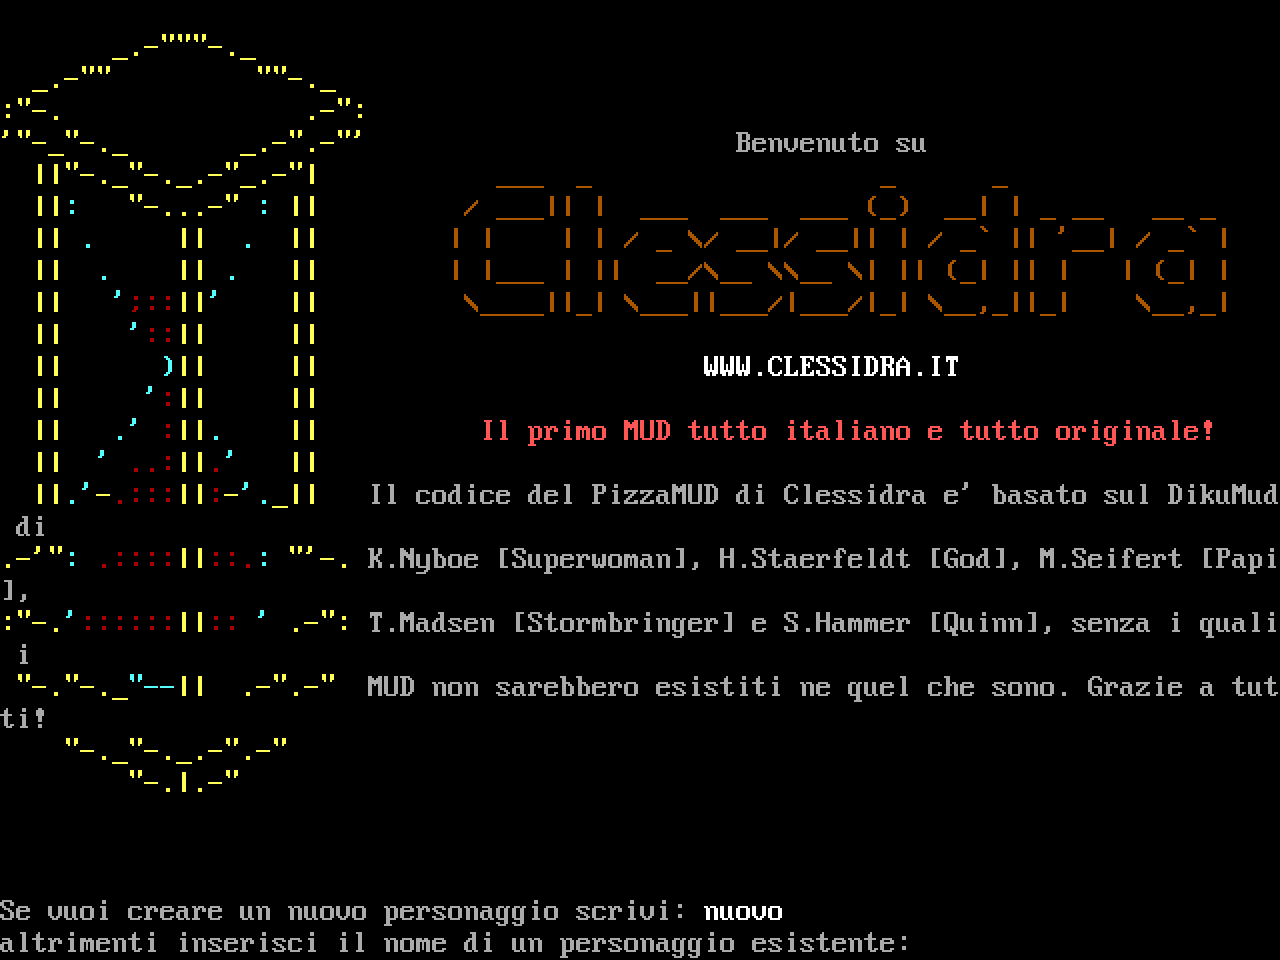 Benvenuto su
Clessidra
WWW.CLESSIDRA.IT
Il primo MUD tutto italiano e tutto originale!
Il codice del PizzaMUD di Clessidra e' basato sul DikuMud
di
K.Nyboe [Superwoman], H.Staerfeldt [God], M.Seifert [Papi
],
T.Madsen [Stormbringer] e S.Hammer [Quinn], senza i quali
i
MUD non sarebbero esistiti ne quel che sono. Grazie a tut
ti!
Se vuoi creare un nuovo personaggio scrivi: nuovo
altrimenti inserisci il nome di un personaggio esistente: